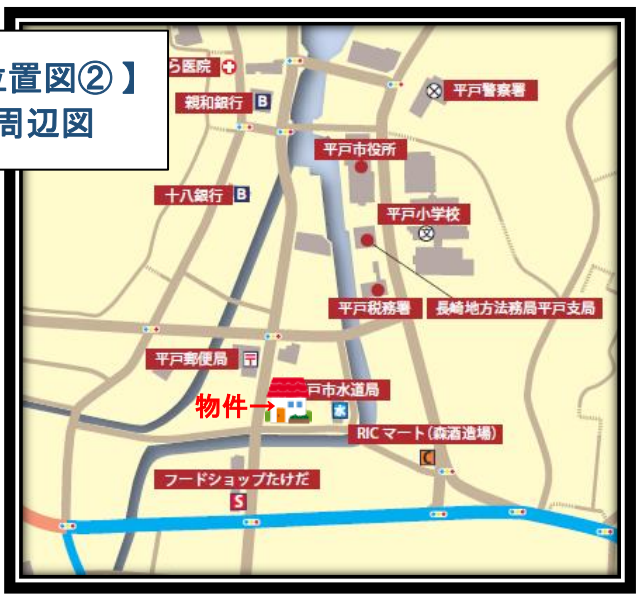 置図②】
周辺図
ら医院
親和銀行 B
平戸警察署
平戸市役所
十八銀行 B
平戸小学校
文
平戸税務署
長崎地方法務局平戸支局
平戸郵便局 〒
戸市水道局
水
物件→
RICマート(森酒造場)
C
フードショップたけだ
S